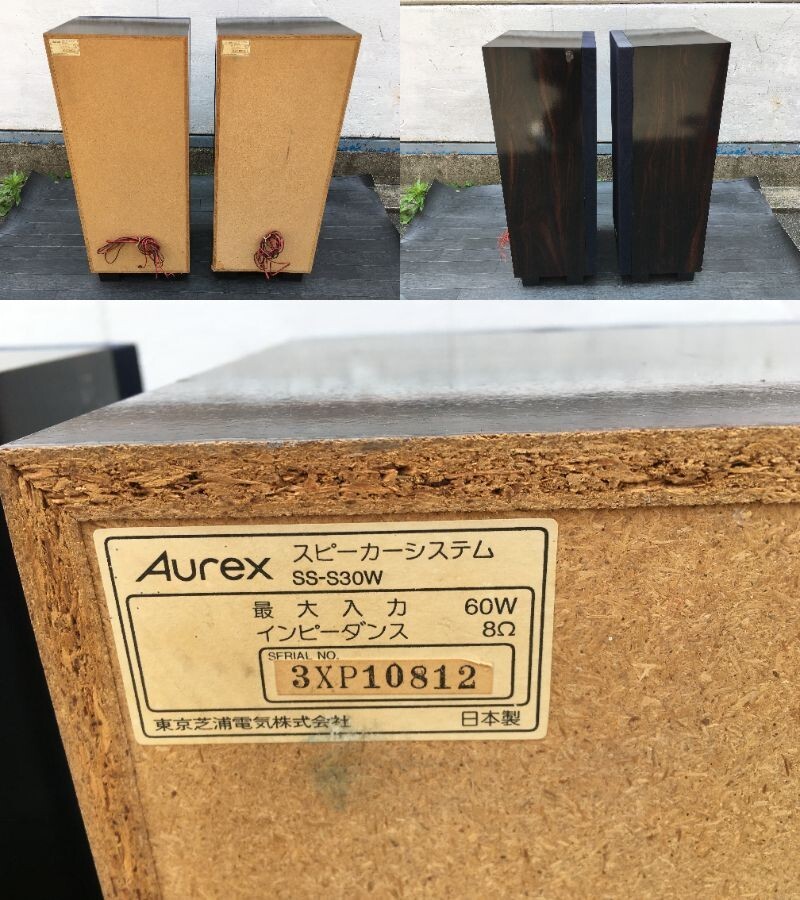 Aurex スピーカーシステム
SS-S30W
最大入力 60W
インピーダンス 8Ω
SERIAL NO.
3XP10812
東京芝浦電気株式会社 日本製